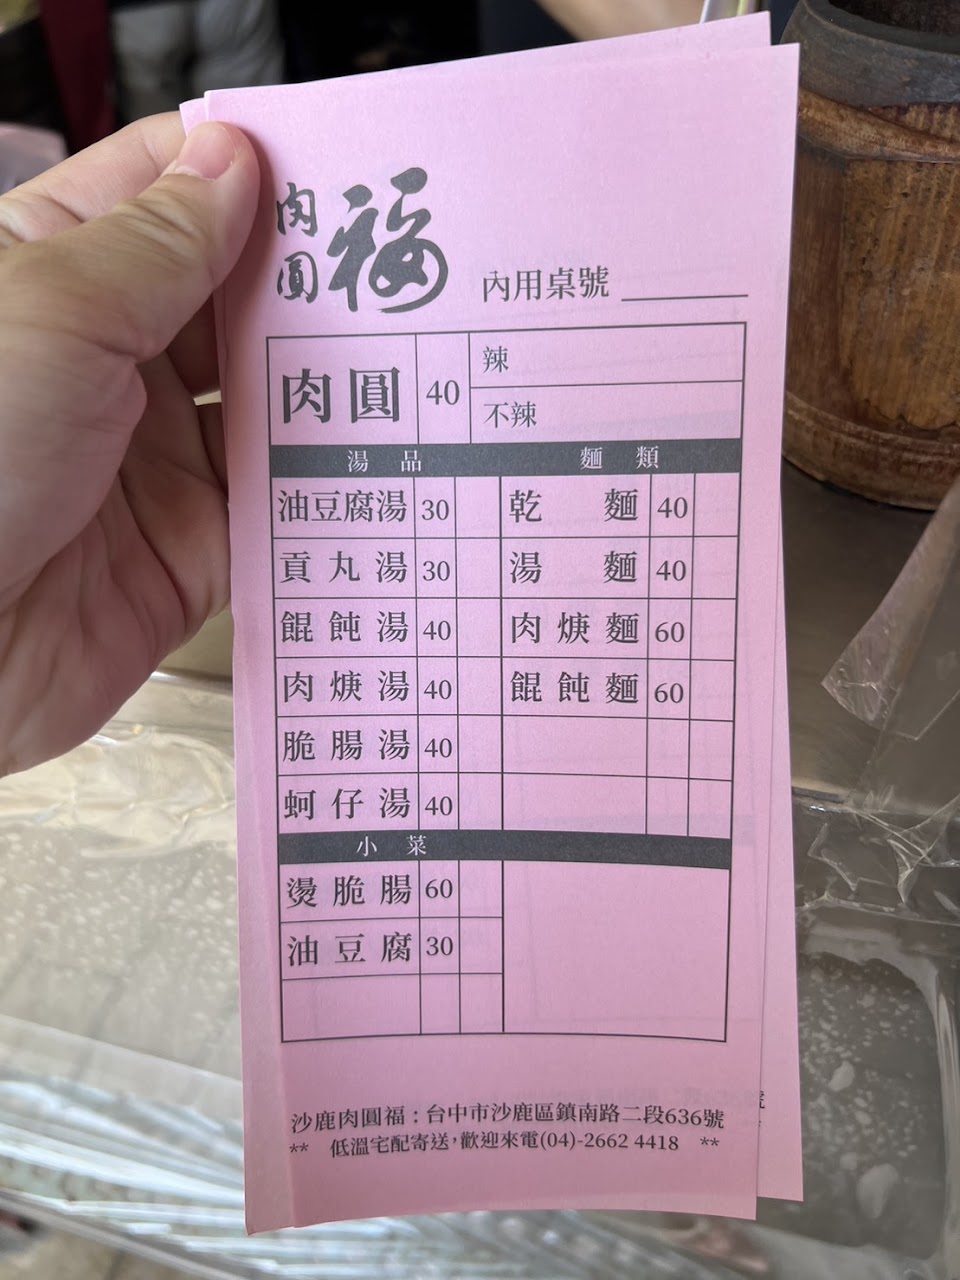 肉圓福
內用桌號
肉圓 40 辣
不辣
湯品 麵類
油豆腐湯 30 乾麵 40
貢丸湯 30 湯麵 40
餛飩湯 40 肉焿麵 60
肉焿湯 40 餛飩麵 60
脆腸湯 40
蚵仔湯 40
小菜
燙脆腸 60
油豆腐 30
沙鹿肉圓福：台中市沙鹿區鎮南路二段636號
** 低溫宅配寄送，歡迎來電(04)-2662 4418 **
號